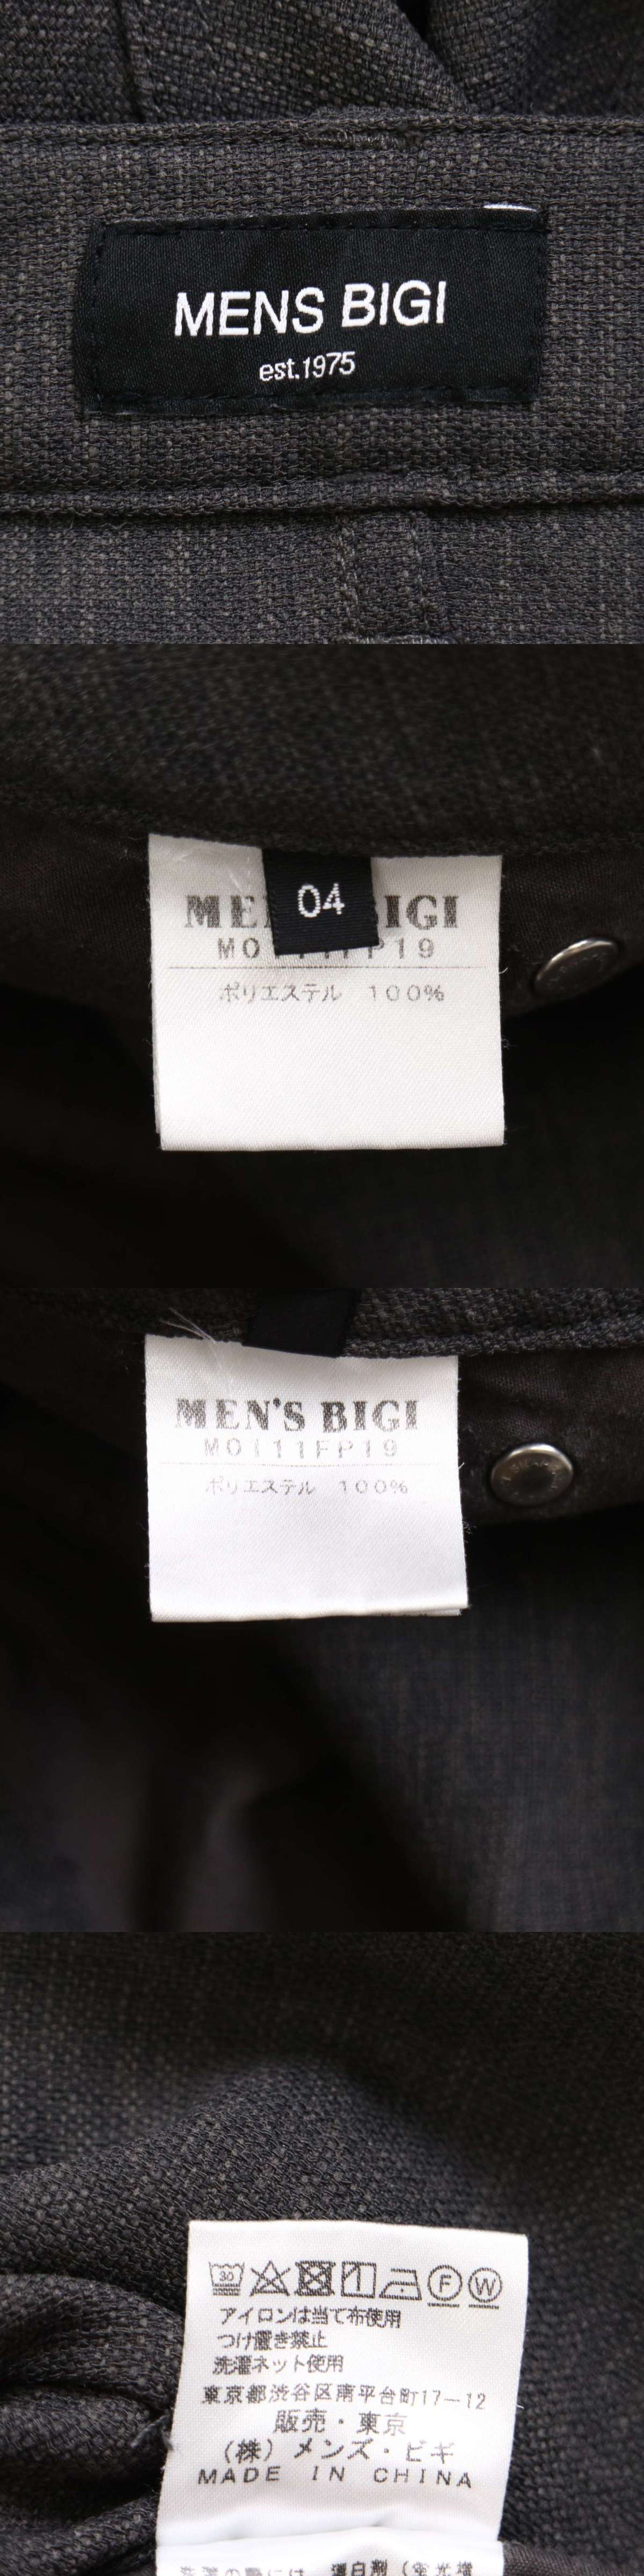 MENS BIGI
est.1975
04
IGI
P19
ポリエステル 100%
MEN'S BIGI
M0111FP19
ポリエステル 100%
30
F W
アイロンは当て布使用
つけ置き禁止
洗濯ネット使用
東京都渋谷区南平台町17-12
販売・東京
(株)メンズ・ビギ
MADE IN CHINA